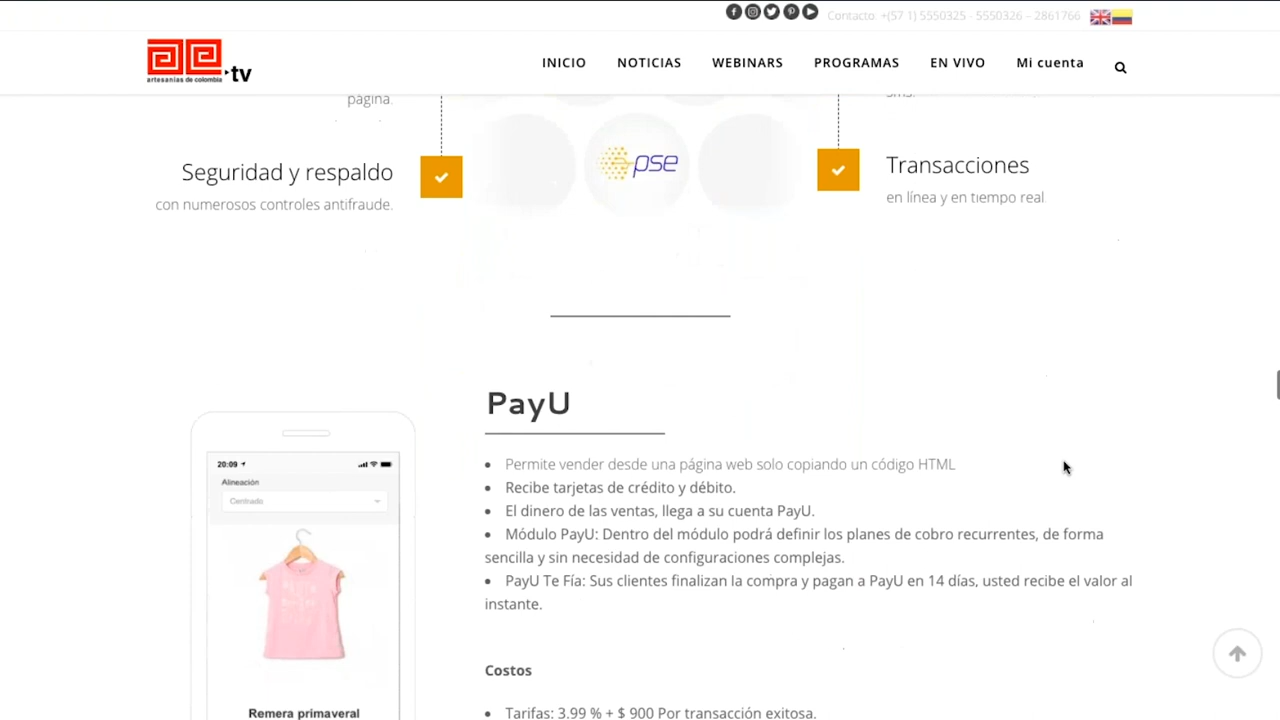 Contacto: +(57 1) 5550325 - 5550326 – 2861766
artesanías de colombia
tv
INICIO
NOTICIAS
WEBINARS
PROGRAMAS
EN VIVO
Mi cuenta
página.
sms.
Seguridad y respaldo
con numerosos controles antifraude.
pse
Transacciones
en línea y en tiempo real.
PayU
• Permite vender desde una página web solo copiando un código HTML
• Recibe tarjetas de crédito y débito.
• El dinero de las ventas, llega a su cuenta PayU.
• Módulo PayU: Dentro del módulo podrá definir los planes de cobro recurrentes, de forma
sencilla y sin necesidad de configuraciones complejas.
• PayU Te Fía: Sus clientes finalizan la compra y pagan a PayU en 14 días, usted recibe el valor al
instante.
Costos
• Tarifas: 3.99 % + $ 900 Por transacción exitosa.
20:09
Alineación
Centrado
Remera primaveral